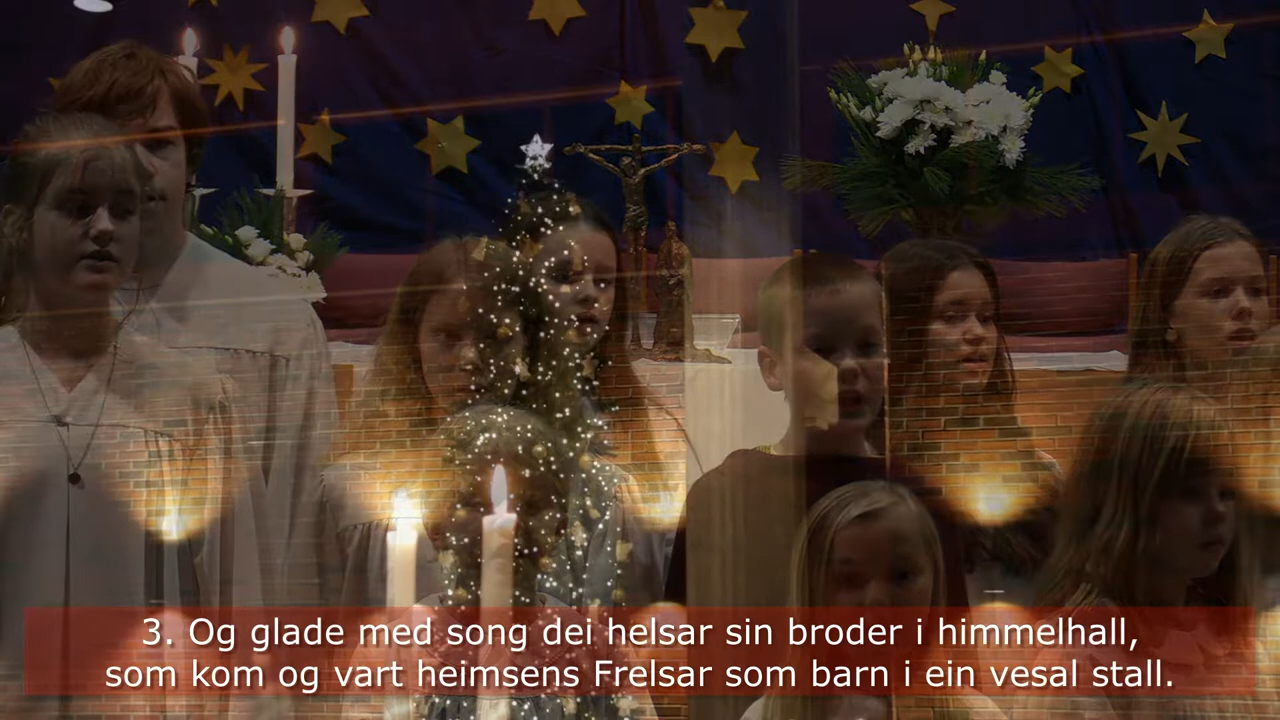 3. Og glade med song dei helsar sin broder i himmelhall,
som kom og vart heimsens Frelsar som barn i ein vesal stall.